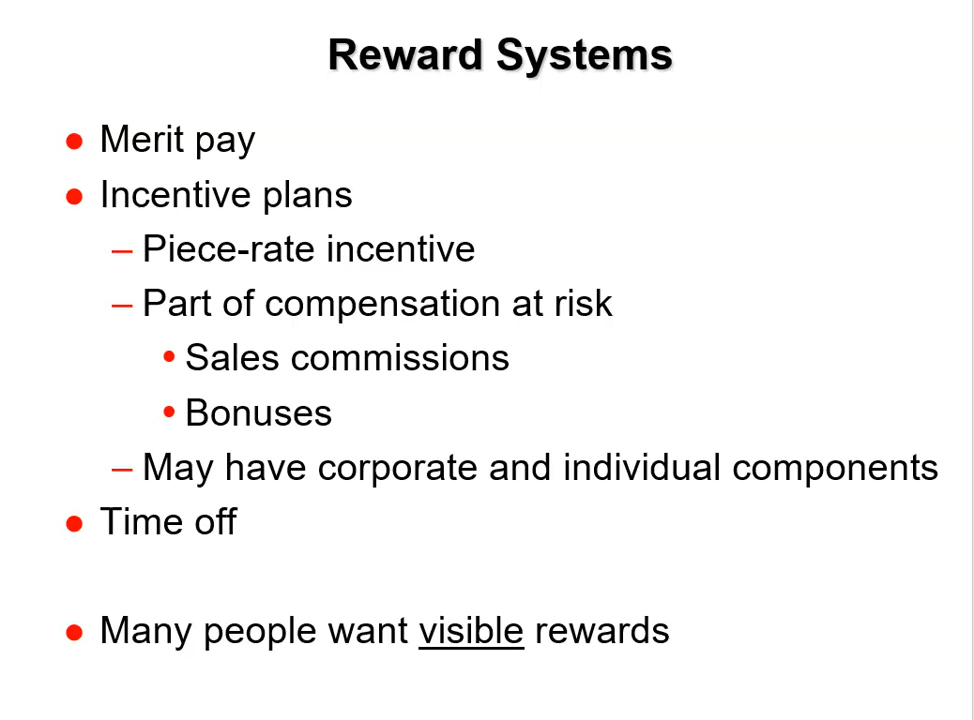 Reward Systems
● Merit pay
● Incentive plans
– Piece-rate incentive
– Part of compensation at risk
• Sales commissions
• Bonuses
– May have corporate and individual components
● Time off
● Many people want visible rewards